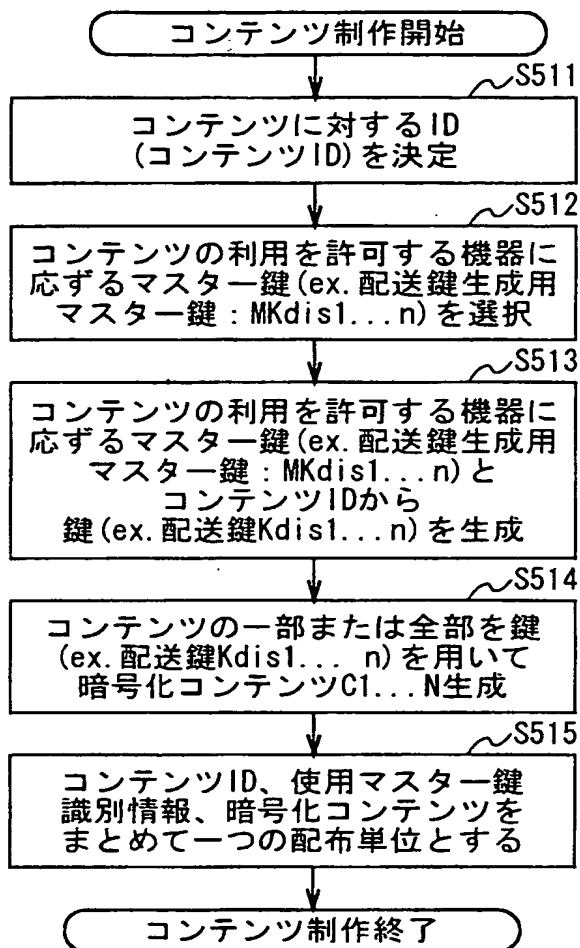 コンテンツ制作開始
S511
コンテンツに対するID
(コンテンツID)を決定
S512
コンテンツの利用を許可する機器に
応ずるマスター鍵(ex.配送鍵生成用
マスター鍵:MKdis1...n)を選択
S513
コンテンツの利用を許可する機器に
応ずるマスター鍵(ex.配送鍵生成用
マスター鍵:MKdis1...n)と
コンテンツIDから
鍵(ex.配送鍵Kdis1...n)を生成
S514
コンテンツの一部または全部を鍵
(ex.配送鍵Kdis1... n)を用いて
暗号化コンテンツC1...N生成
S515
コンテンツID、使用マスター鍵
識別情報、暗号化コンテンツを
まとめて一つの配布単位とする
コンテンツ制作終了